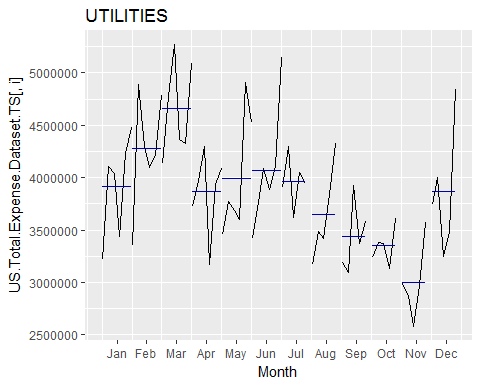 UTILITIES
US.Total.Expense.Dataset.TS[, i]
5000000
4500000
4000000
3500000
3000000
2500000
Jan Feb Mar Apr May Jun Jul Aug Sep Oct Nov Dec
Month